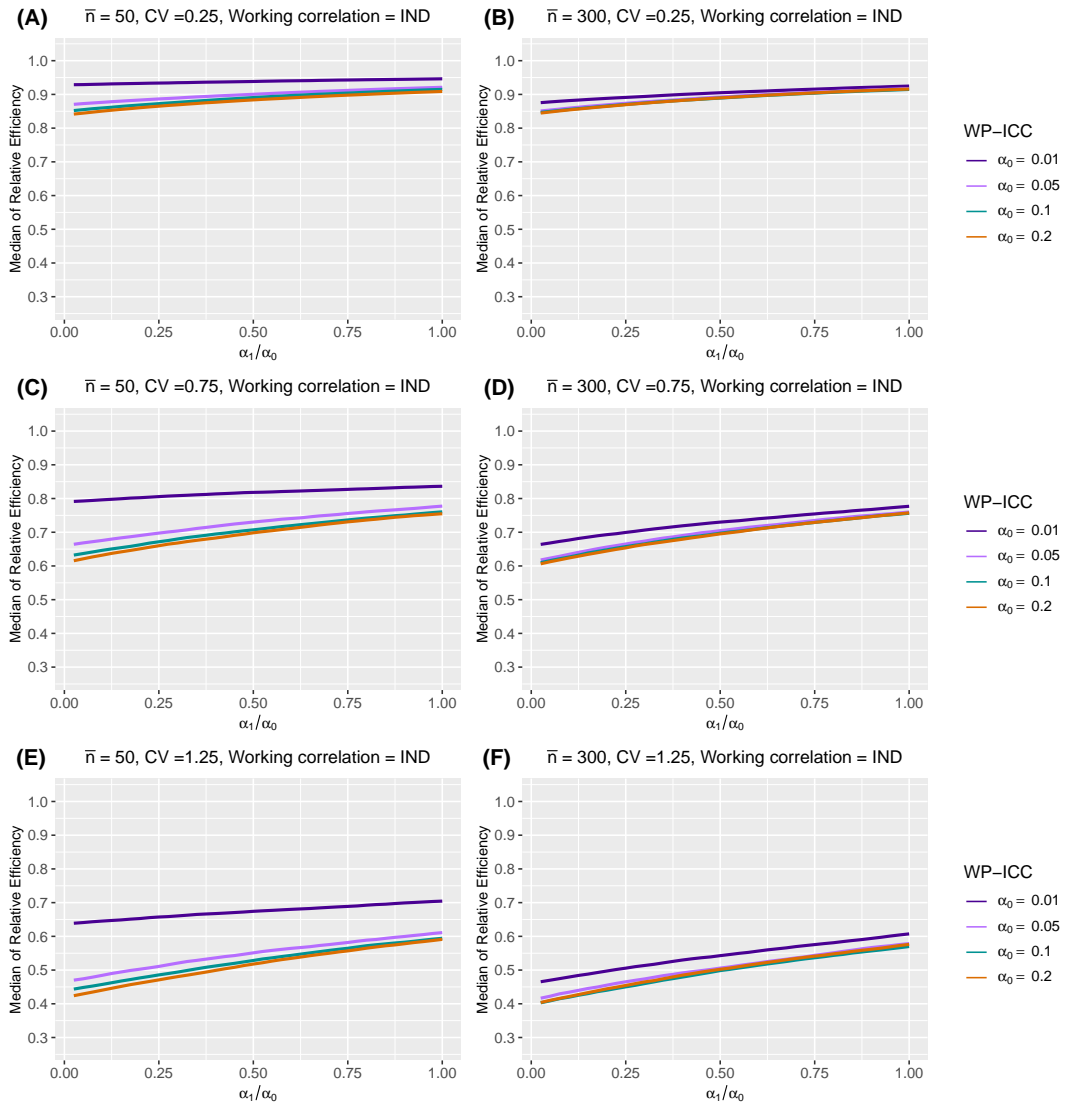 (A) n̅ = 50, CV =0.25, Working correlation = IND
Median of Relative Efficiency
1.0
0.9
0.8
0.7
0.6
0.5
0.4
0.3
0.00 0.25 0.50 0.75 1.00
α₁/α₀
(B) n̅ = 300, CV =0.25, Working correlation = IND
Median of Relative Efficiency
1.0
0.9
0.8
0.7
0.6
0.5
0.4
0.3
0.00 0.25 0.50 0.75 1.00
α₁/α₀
WP−ICC
α₀ = 0.01
α₀ = 0.05
α₀ = 0.1
α₀ = 0.2
(C) n̅ = 50, CV =0.75, Working correlation = IND
Median of Relative Efficiency
1.0
0.9
0.8
0.7
0.6
0.5
0.4
0.3
0.00 0.25 0.50 0.75 1.00
α₁/α₀
(D) n̅ = 300, CV =0.75, Working correlation = IND
Median of Relative Efficiency
1.0
0.9
0.8
0.7
0.6
0.5
0.4
0.3
0.00 0.25 0.50 0.75 1.00
α₁/α₀
WP−ICC
α₀ = 0.01
α₀ = 0.05
α₀ = 0.1
α₀ = 0.2
(E) n̅ = 50, CV =1.25, Working correlation = IND
Median of Relative Efficiency
1.0
0.9
0.8
0.7
0.6
0.5
0.4
0.3
0.00 0.25 0.50 0.75 1.00
α₁/α₀
(F) n̅ = 300, CV =1.25, Working correlation = IND
Median of Relative Efficiency
1.0
0.9
0.8
0.7
0.6
0.5
0.4
0.3
0.00 0.25 0.50 0.75 1.00
α₁/α₀
WP−ICC
α₀ = 0.01
α₀ = 0.05
α₀ = 0.1
α₀ = 0.2